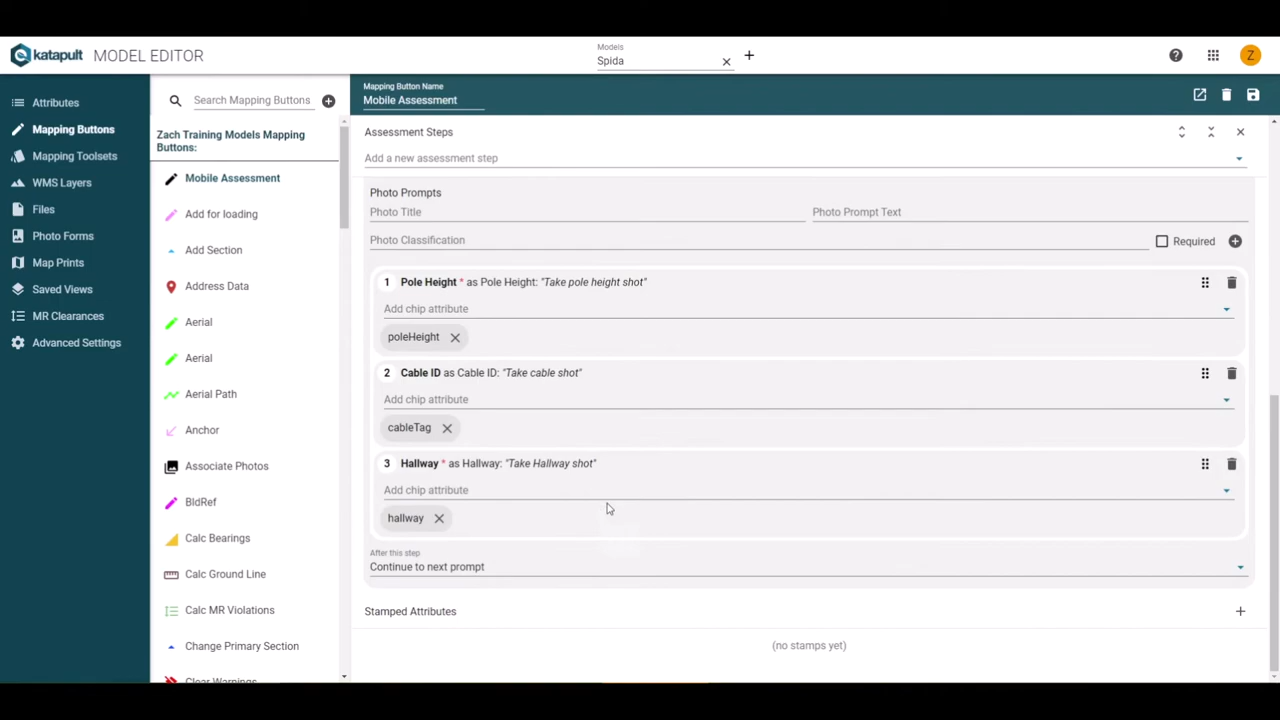 katapult MODEL EDITOR
Models
Spida
Z
Attributes
Mapping Buttons
Mapping Toolsets
WMS Layers
Files
Photo Forms
Map Prints
Saved Views
MR Clearances
Advanced Settings
Search Mapping Buttons
Zach Training Models Mapping
Buttons:
Mobile Assessment
Add for loading
Add Section
Address Data
Aerial
Aerial
Aerial Path
Anchor
Associate Photos
BldRef
Calc Bearings
Calc Ground Line
Calc MR Violations
Change Primary Section
Clear Warnings
Mapping Button Name
Mobile Assessment
Assessment Steps
Add a new assessment step
Photo Prompts
Photo Title Photo Prompt Text
Photo Classification Required
1 Pole Height * as Pole Height: "Take pole height shot"
Add chip attribute
poleHeight
2 Cable ID as Cable ID: "Take cable shot"
Add chip attribute
cableTag
3 Hallway * as Hallway: "Take Hallway shot"
Add chip attribute
hallway
After this step
Continue to next prompt
Stamped Attributes
(no stamps yet)